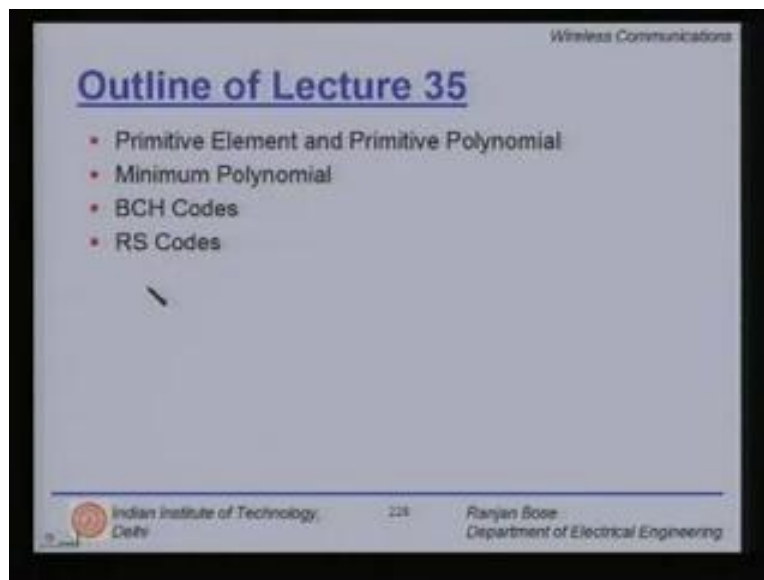 Wireless Communications
Outline of Lecture 35
Primitive Element and Primitive Polynomial
Minimum Polynomial
BCH Codes
RS Codes
Indian Institute of Technology, 228 Ranjan Bose
Delhi Department of Electrical Engineering